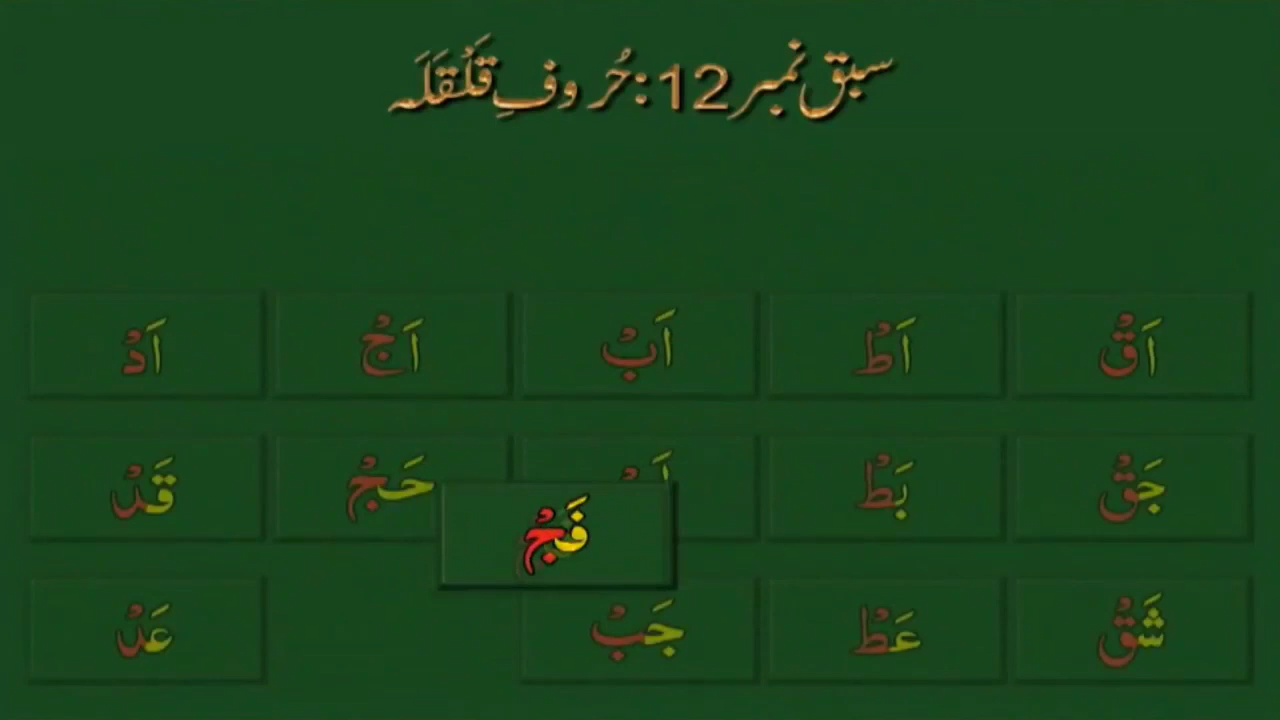 سبق نمبر 12: حُروفِ قَلْقَلَہ
اَقْ اَطْ اَبْ اَجْ اَدْ
جَقْ بَطْ حَجْ قَدْ
فَجْ
شَقْ عَطْ جَبْ عَدْ